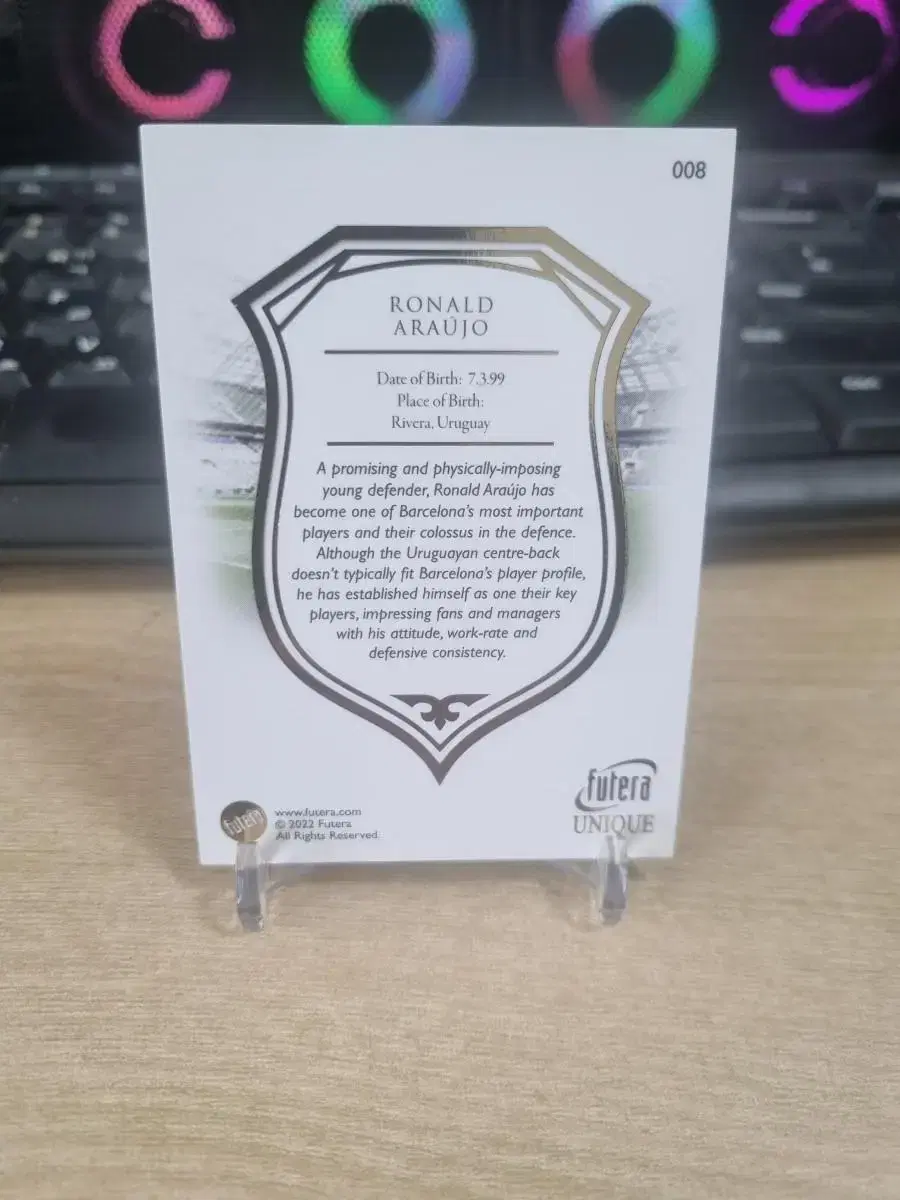 008
RONALD
ARAÚJO
Date of Birth: 7.3.99
Place of Birth:
Rivera, Uruguay
A promising and physically-imposing
young defender, Ronald Araújo has
become one of Barcelona's most important
players and their colossus in the defence.
Although the Uruguayan centre-back
doesn't typically fit Barcelona's player profile,
he has established himself as one their key
players, impressing fans and managers
with his attitude, work-rate and
defensive consistency.
futera
UNIQUE
futera
www.futera.com
© 2022 Futera
All Rights Reserved.